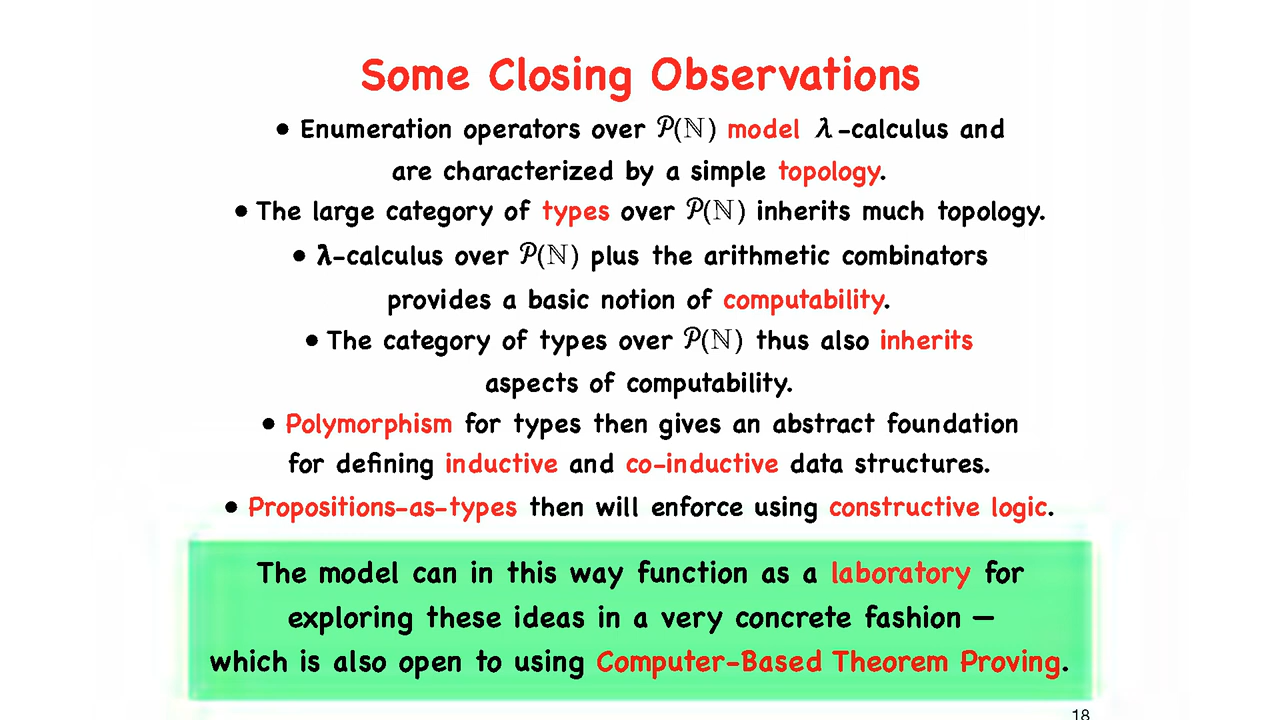 Some Closing Observations
• Enumeration operators over 𝒫(ℕ) model λ-calculus and
are characterized by a simple topology.
• The large category of types over 𝒫(ℕ) inherits much topology.
• λ-calculus over 𝒫(ℕ) plus the arithmetic combinators
provides a basic notion of computability.
• The category of types over 𝒫(ℕ) thus also inherits
aspects of computability.
• Polymorphism for types then gives an abstract foundation
for defining inductive and co-inductive data structures.
• Propositions-as-types then will enforce using constructive logic.
The model can in this way function as a laboratory for
exploring these ideas in a very concrete fashion —
which is also open to using Computer-Based Theorem Proving.
18